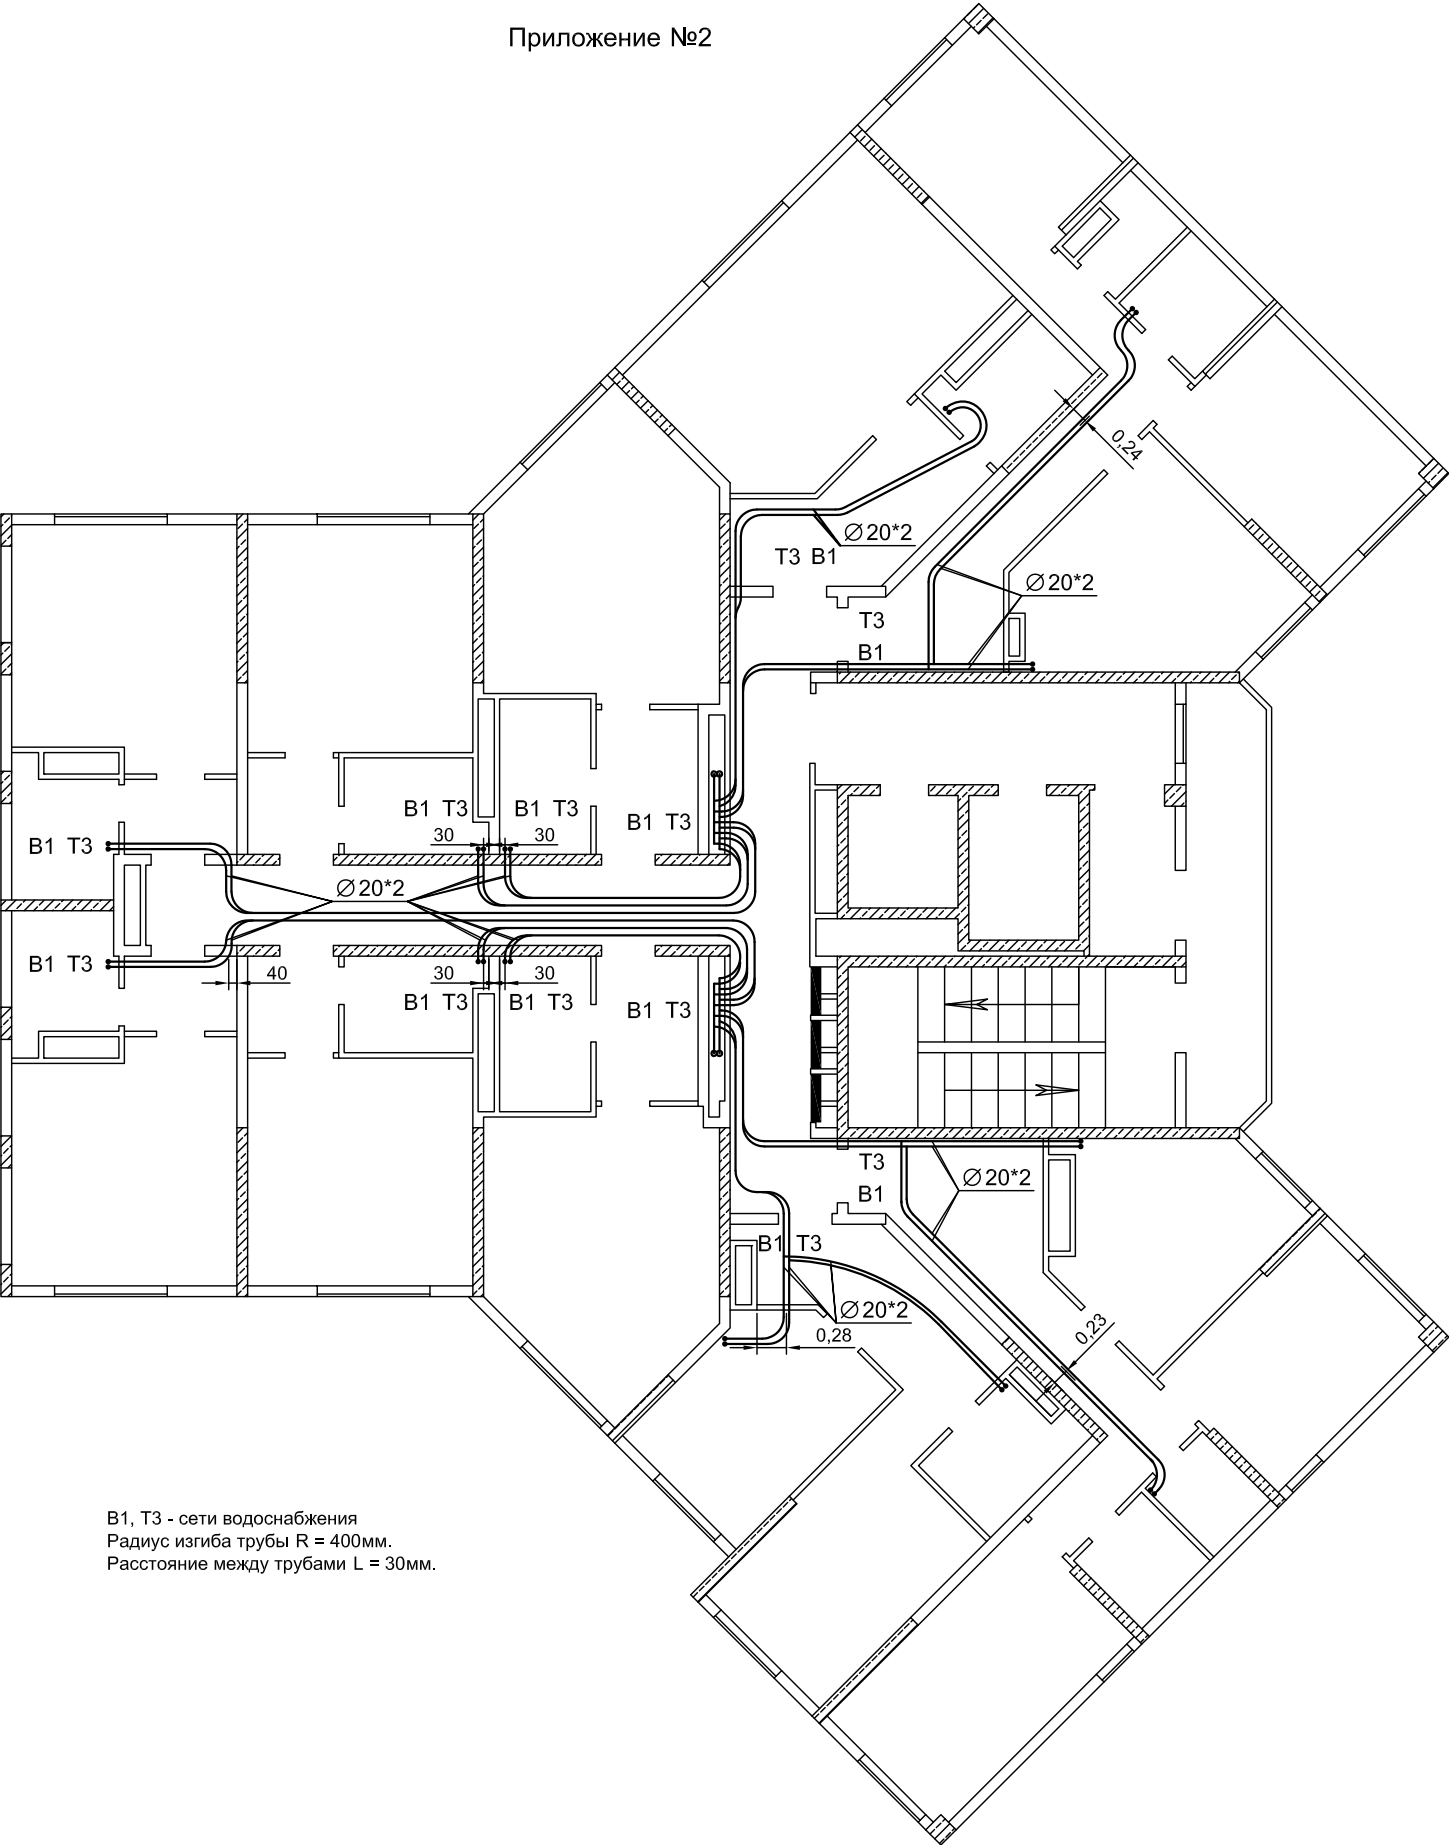 Приложение №2
0,24
∅20*2
Т3 В1
∅20*2
Т3
В1
В1 Т3 В1 Т3
В1 Т3
30 30
В1 Т3
∅20*2
В1 Т3
40
30 30
В1 Т3 В1 Т3
В1 Т3
Т3
В1
∅20*2
В1 Т3
∅20*2
0,28
0,23
В1, Т3 - сети водоснабжения
Радиус изгиба трубы R = 400мм.
Расстояние между трубами L = 30мм.